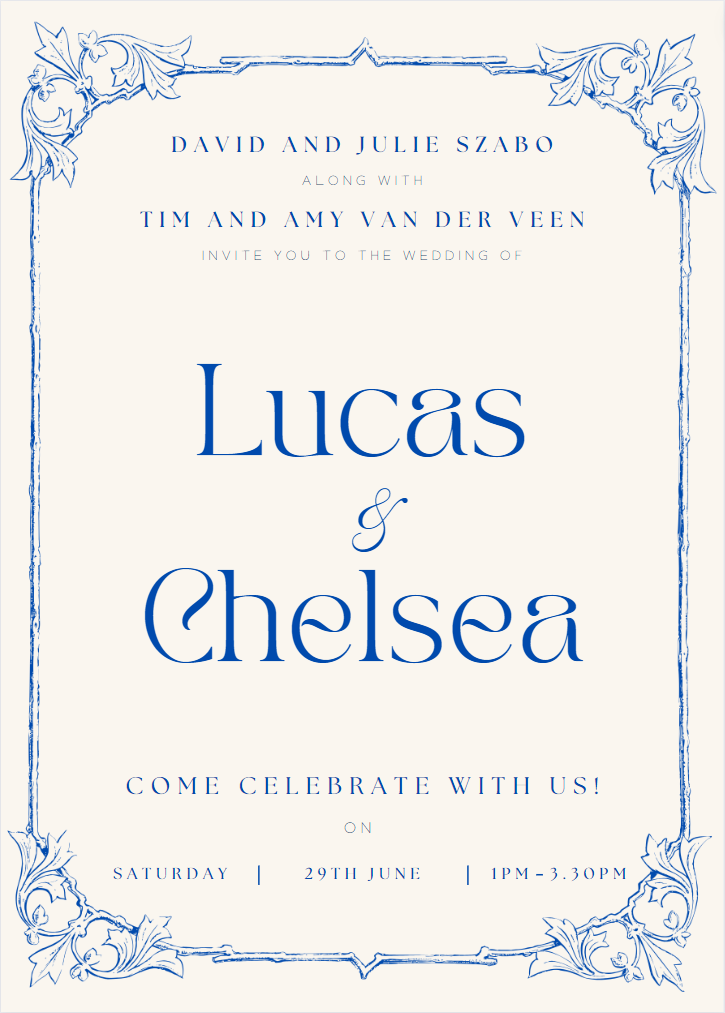 DAVID AND JULIE SZABO
ALONG WITH
TIM AND AMY VAN DER VEEN
INVITE YOU TO THE WEDDING OF
Lucas
&
Chelsea
COME CELEBRATE WITH US!
ON
SATURDAY | 29TH JUNE | 1PM-3.30PM